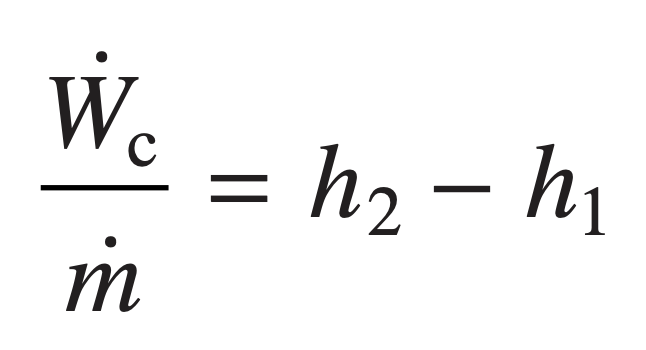 Ẇc / ṁ = h₂ − h₁